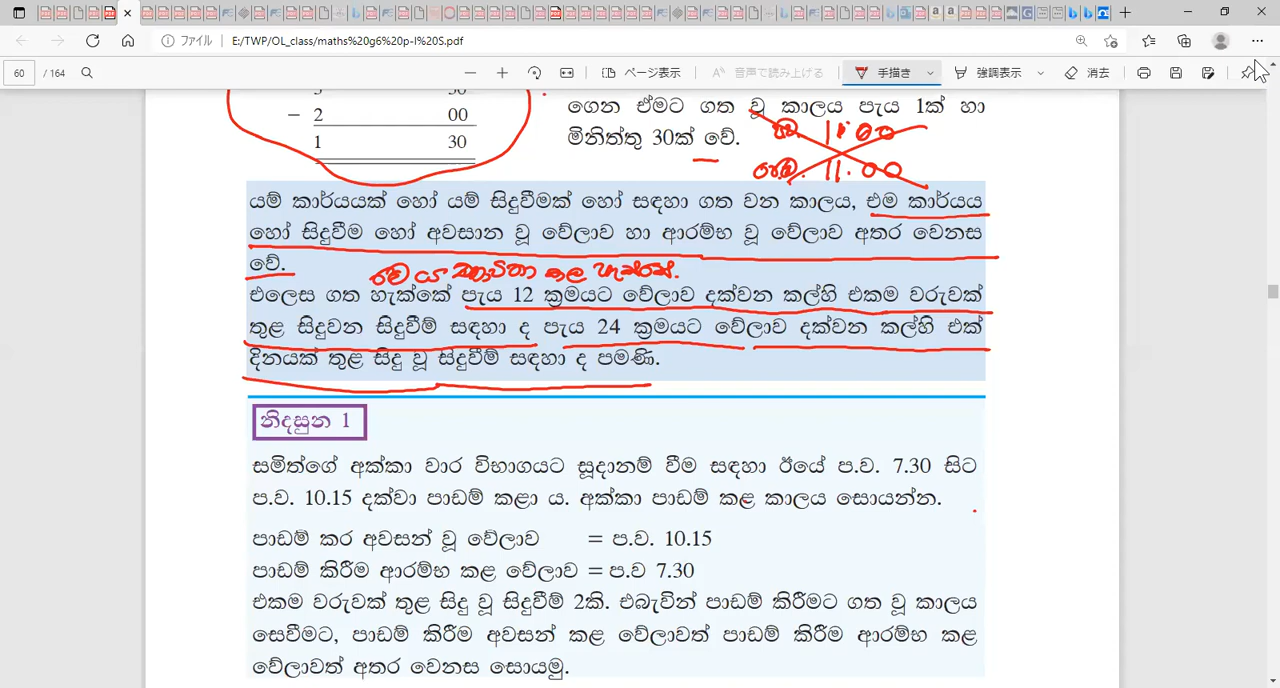 ファイル E:/TWP/OL_class/maths%20g6%20p-I%20S.pdf
60 / 164 ページ表示 音声で読み上げる 手描き 強調表示 消去
− 2 00
1 30
ගෙන ඒමට ගත වූ කාලය පැය 1ක් හා
මිනිත්තු 30ක් වේ.
ප.ව. 11.00
පෙ.ව. 11.00
යම් කාර්යයක් හෝ යම් සිදුවීමක් හෝ සඳහා ගත වන කාලය, එම කාර්යය
හෝ සිදුවීම හෝ අවසාන වූ වේලාව හා ආරම්භ වූ වේලාව අතර වෙනස
වේ.
එලෙස ගත හැක්කේ පැය 12 ක්‍රමයට වේලාව දක්වන කල්හි එකම වරුවක්
තුළ සිදුවන සිදුවීම් සඳහා ද පැය 24 ක්‍රමයට වේලාව දක්වන කල්හි එක්
දිනයක් තුළ සිදු වූ සිදුවීම් සඳහා ද පමණි.
නිදසුන 1
සමිත්ගේ අක්කා වාර විභාගයට සූදානම් වීම සඳහා ඊයේ ප.ව. 7.30 සිට
ප.ව. 10.15 දක්වා පාඩම් කළා ය. අක්කා පාඩම් කළ කාලය සොයන්න.
පාඩම් කර අවසන් වූ වේලාව = ප.ව. 10.15
පාඩම් කිරීම ආරම්භ කළ වේලාව = ප.ව 7.30
එකම වරුවක් තුළ සිදු වූ සිදුවීම් 2කි. එබැවින් පාඩම් කිරීමට ගත වූ කාලය
සෙවීමට, පාඩම් කිරීම අවසන් කළ වේලාවත් පාඩම් කිරීම ආරම්භ කළ
වේලාවත් අතර වෙනස සොයමු.